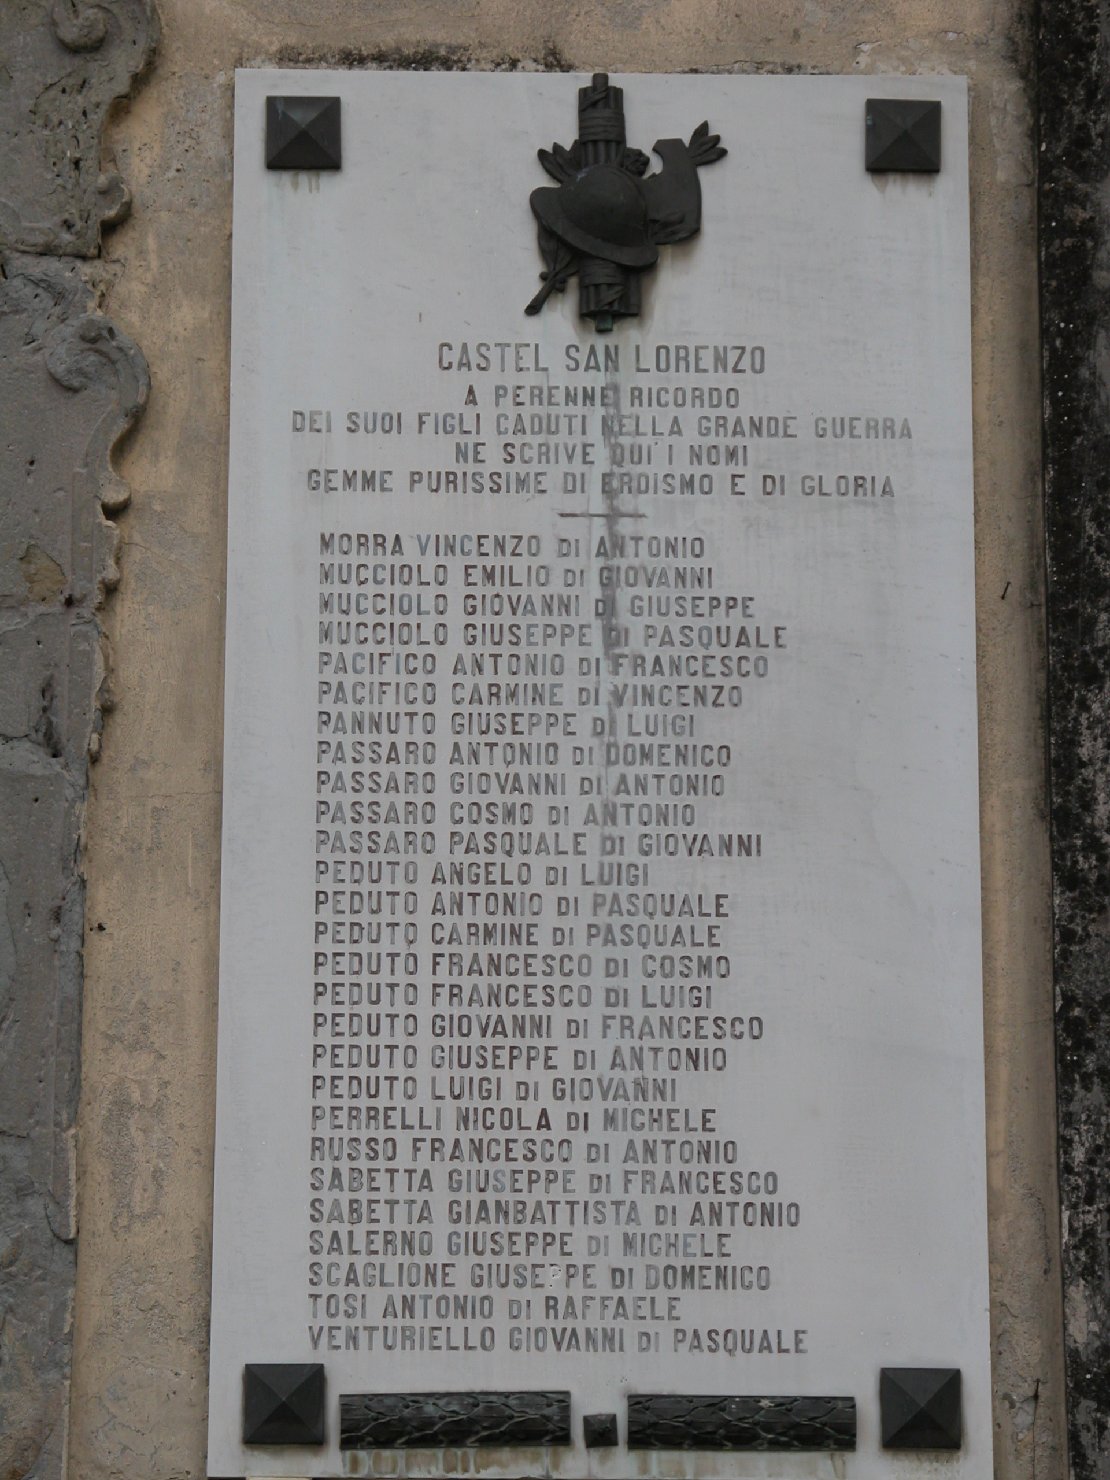 CASTEL SAN LORENZO
A PERENNE RICORDO
DEI SUOI FIGLI CADUTI NELLA GRANDE GUERRA
NE SCRIVE QUI I NOMI
GEMME PURISSIME DI EROISMO E DI GLORIA
MORRA VINCENZO DI ANTONIO
MUCCIOLO EMILIO DI GIOVANNI
MUCCIOLO GIOVANNI DI GIUSEPPE
MUCCIOLO GIUSEPPE DI PASQUALE
PACIFICO ANTONIO DI FRANCESCO
PACIFICO CARMINE DI VINCENZO
PANNUTO GIUSEPPE DI LUIGI
PASSARO ANTONIO DI DOMENICO
PASSARO GIOVANNI DI ANTONIO
PASSARO COSMO DI ANTONIO
PASSARO PASQUALE DI GIOVANNI
PEDUTO ANGELO DI LUIGI
PEDUTO ANTONIO DI PASQUALE
PEDUTO CARMINE DI PASQUALE
PEDUTO FRANCESCO DI COSMO
PEDUTO FRANCESCO DI LUIGI
PEDUTO GIOVANNI DI FRANCESCO
PEDUTO GIUSEPPE DI ANTONIO
PEDUTO LUIGI DI GIOVANNI
PERRELLI NICOLA DI MICHELE
RUSSO FRANCESCO DI ANTONIO
SABETTA GIUSEPPE DI FRANCESCO
SABETTA GIANBATTISTA DI ANTONIO
SALERNO GIUSEPPE DI MICHELE
SCAGLIONE GIUSEPPE DI DOMENICO
TOSI ANTONIO DI RAFFAELE
VENTURIELLO GIOVANNI DI PASQUALE